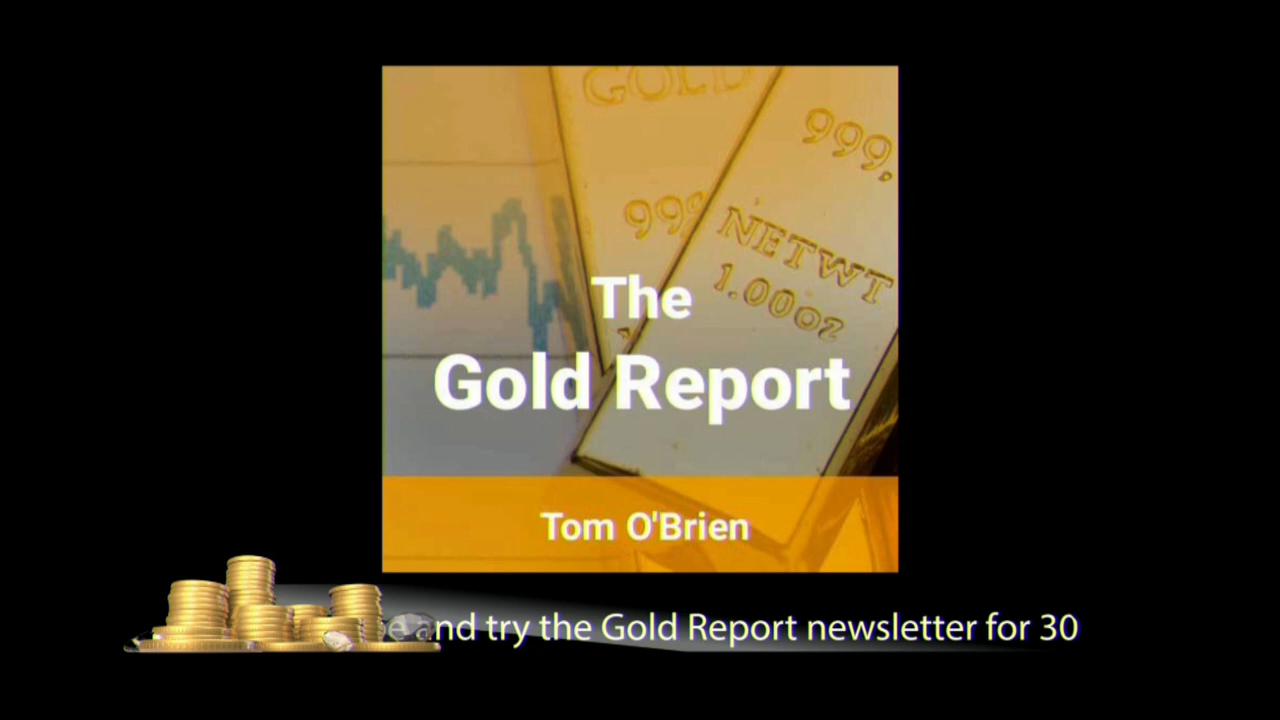 GOLD
999.
999
NETWT
1.00oz
The
Gold Report
Tom O'Brien
and try the Gold Report newsletter for 30